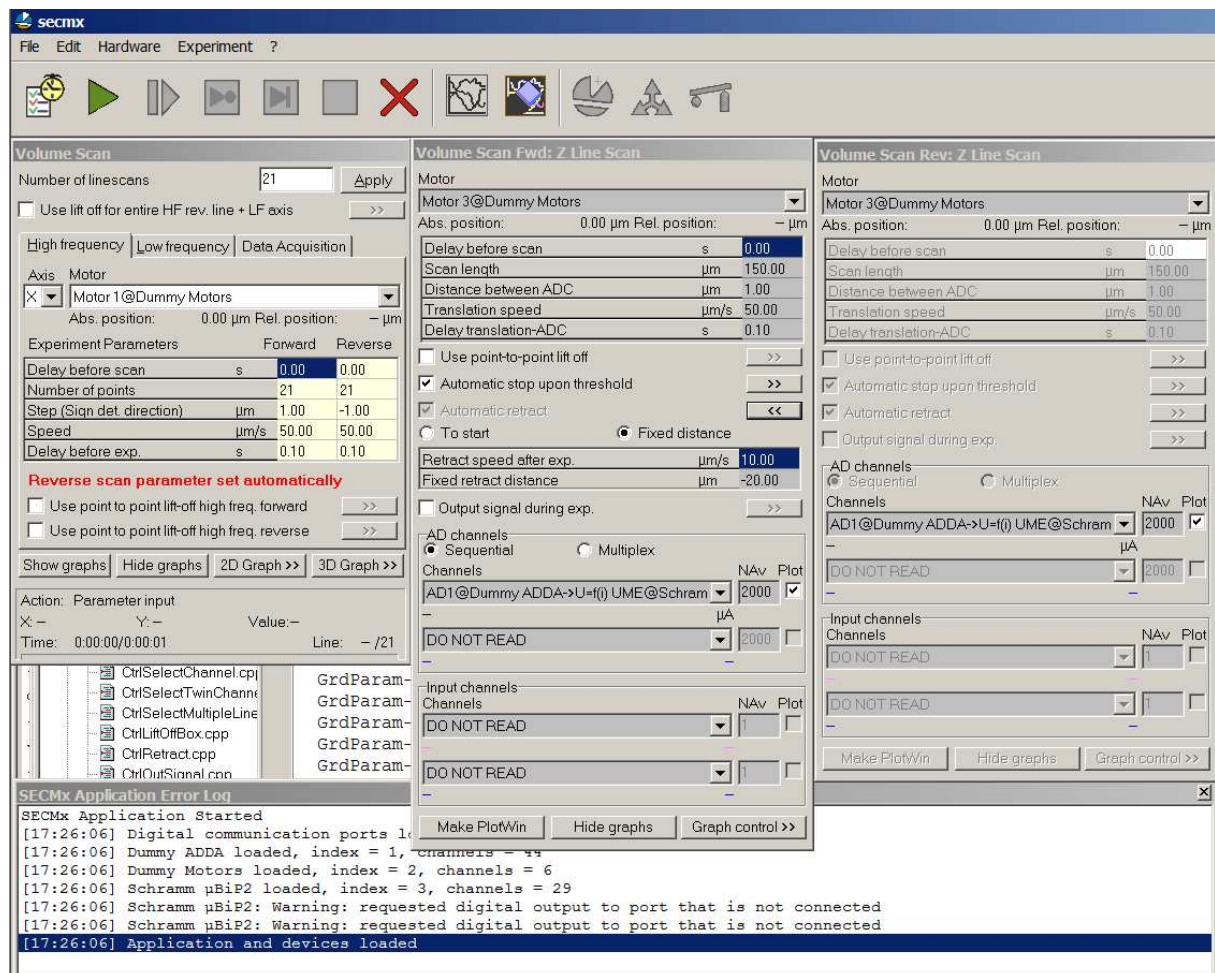 secmx
File Edit Hardware Experiment ?
Volume Scan
Number of linescans 21 Apply
Use lift off for entire HF rev. line + LF axis >>
High frequency Low frequency Data Acquisition
Axis Motor
X Motor 1@Dummy Motors
Abs. position: 0.00 µm Rel. position: – µm
Experiment Parameters Forward Reverse
Delay before scan s 0.00 0.00
Number of points 21 21
Step (Sign det. direction) µm 1.00 -1.00
Speed µm/s 50.00 50.00
Delay before exp. s 0.10 0.10
Reverse scan parameter set automatically
Use point to point lift-off high freq. forward >>
Use point to point lift-off high freq. reverse >>
Show graphs Hide graphs 2D Graph >> 3D Graph >>
Action: Parameter input
X: – Y: – Value:–
Time: 0:00:00/0:00:01 Line: – /21
CtrlSelectChannel.cp
CtrlSelectTwinChanne
CtrlSelectMultipleLine
CtrlLiftOffBox.cpp
CtrlRetract.cpp
CtrlOutSignal.cpp
GrdParam-
GrdParam-
GrdParam-
GrdParam-
GrdParam-
Volume Scan Fwd: Z Line Scan
Motor
Motor 3@Dummy Motors
Abs. position: 0.00 µm Rel. position: – µm
Delay before scan s 0.00
Scan length µm 150.00
Distance between ADC µm 1.00
Translation speed µm/s 50.00
Delay translation-ADC s 0.10
Use point-to-point lift off >>
Automatic stop upon threshold >>
Automatic retract <<
To start Fixed distance
Retract speed after exp. µm/s 10.00
Fixed retract distance µm -20.00
Output signal during exp. >>
AD channels
Sequential Multiplex
Channels NAv Plot
AD1@Dummy ADDA->U=f(i) UME@Schram 2000
– µA
DO NOT READ 2000
– –
Input channels
Channels NAv Plot
DO NOT READ 1
– –
DO NOT READ 1
– –
Make PlotWin Hide graphs Graph control >>
Volume Scan Rev: Z Line Scan
Motor
Motor 3@Dummy Motors
Abs. position: 0.00 µm Rel. position: – µm
Delay before scan s 0.00
Scan length µm 150.00
Distance between ADC µm 1.00
Translation speed µm/s 50.00
Delay translation-ADC s 0.10
Use point-to-point lift off >>
Automatic stop upon threshold >>
Automatic retract >>
Output signal during exp. >>
AD channels
Sequential Multiplex
Channels NAv Plot
AD1@Dummy ADDA->U=f(i) UME@Schram 2000
– µA
DO NOT READ 2000
– –
Input channels
Channels NAv Plot
DO NOT READ 1
– –
DO NOT READ 1
– –
Make PlotWin Hide graphs Graph control >>
SECMx Application Error Log
SECMx Application Started
[17:26:06] Digital communication ports l
[17:26:06] Dummy ADDA loaded, index = 1, channels = 44
[17:26:06] Dummy Motors loaded, index = 2, channels = 6
[17:26:06] Schramm µBiP2 loaded, index = 3, channels = 29
[17:26:06] Schramm µBiP2: Warning: requested digital output to port that is not connected
[17:26:06] Schramm µBiP2: Warning: requested digital output to port that is not connected
[17:26:06] Application and devices loaded